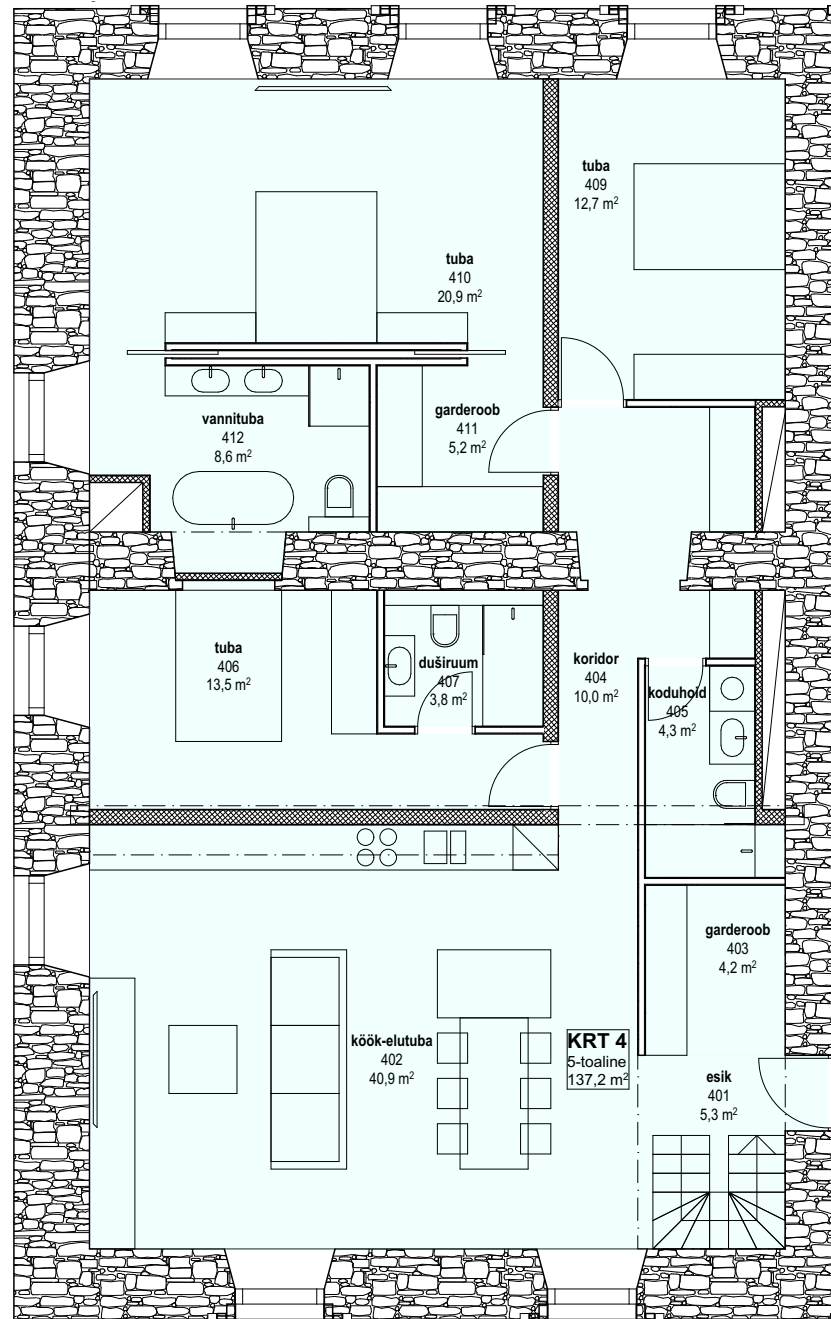 tuba
409
12,7 m²
tuba
410
20,9 m²
garderoob
411
5,2 m²
vannituba
412
8,6 m²
tuba
406
13,5 m²
duširuum
407
3,8 m²
koridor
404
10,0 m²
koduhoid
405
4,3 m²
garderoob
403
4,2 m²
köök-elutuba
402
40,9 m²
KRT 4
5-toaline
137,2 m²
esik
401
5,3 m²